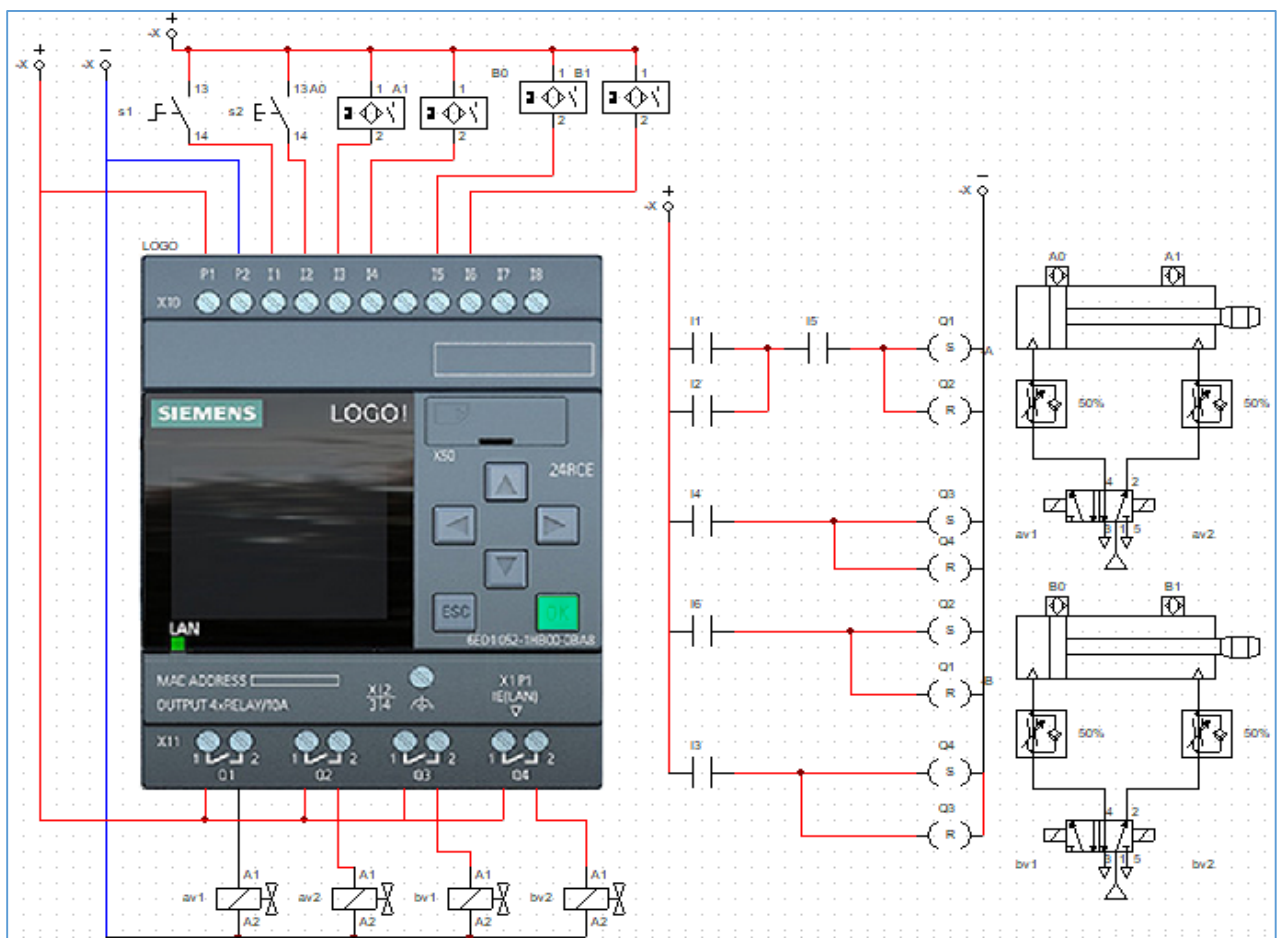 +
-X
+
-X
−
-X
s1
13
14
s2
13
14
A0
1
2
A1
1
2
B0
1
2
B1
1
2
LOGO
P1 P2 I1 I2 I3 I4 I5 I6 I7 I8
X10
SIEMENS LOGO!
X50
24RCE
ESC OK
LAN
6ED1052-1HB00-0BA8
MAC ADDRESS
OUTPUT 4xRELAY/10A
X12
3 4
X1 P1
IE(LAN)
X11
1 2 1 2 1 2 1 2
Q1 Q2 Q3 Q4
av1 A1 A2
av2 A1 A2
bv1 A1 A2
bv2 A1 A2
+
-X
−
-X
I1 I5 Q1
S
I2 Q2
R
I4 Q3
S
Q4
R
I6 Q2
S
Q1
R
I3 Q4
S
Q3
R
A
A0 A1
50% 50%
4 2
av1 3 1 5 av2
B
B0 B1
50% 50%
4 2
bv1 3 1 5 bv2